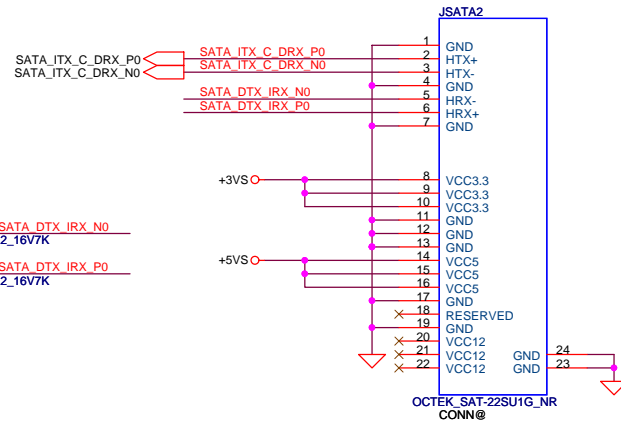 JSATA2
1 GND
SATA_ITX_C_DRX_P0 SATA_ITX_C_DRX_P0 2 HTX+
SATA_ITX_C_DRX_N0 SATA_ITX_C_DRX_N0 3 HTX-
4 GND
SATA_DTX_IRX_N0 5 HRX-
SATA_DTX_IRX_P0 6 HRX+
7 GND
+3VS 8 VCC3.3
9 VCC3.3
10 VCC3.3
11 GND
SATA_DTX_IRX_N0 12 GND
2_16V7K
13 GND
+5VS 14 VCC5
SATA_DTX_IRX_P0 15 VCC5
2_16V7K 16 VCC5
17 GND
18 RESERVED
19 GND
20 VCC12
21 VCC12 GND 24
22 VCC12 GND 23
OCTEK_SAT-22SU1G_NR
CONN@